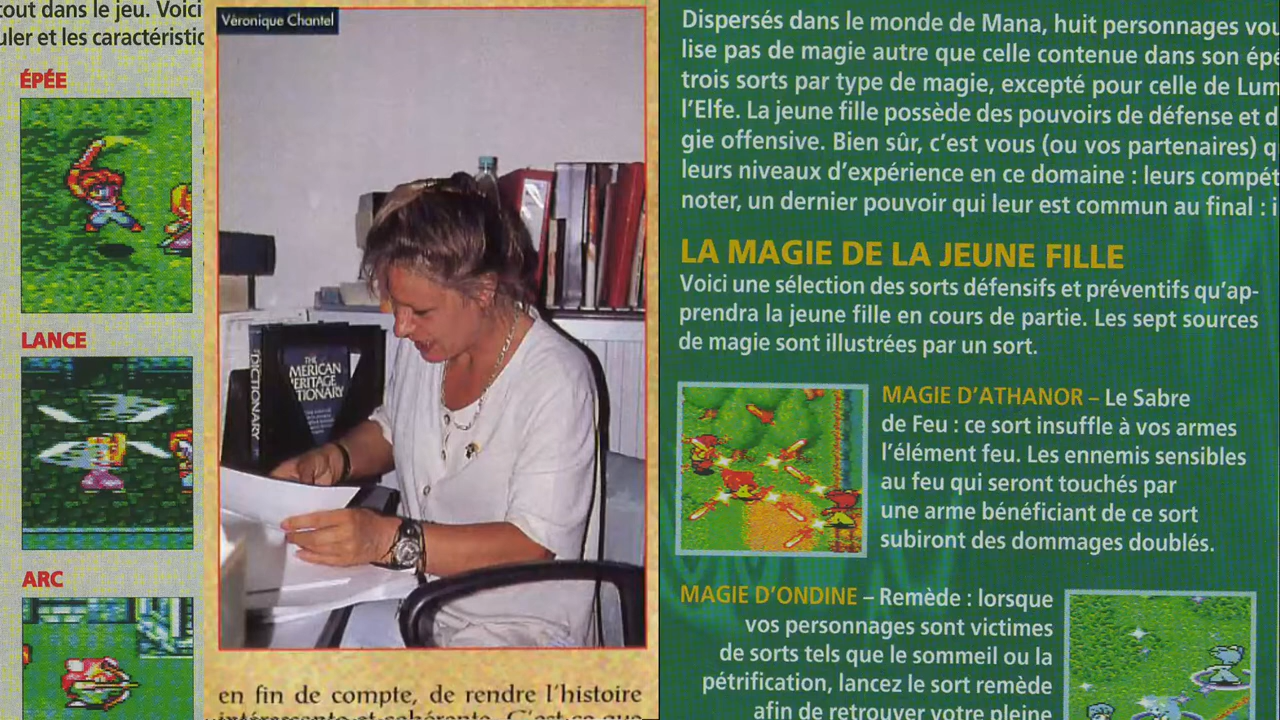 tout dans le jeu. Voici
uler et les caractéristic
ÉPÉE
LANCE
ARC
Véronique Chantel
DICTIONARY
THE
MERICAN
ERITAGE
TIONARY
en fin de compte, de rendre l'histoire
intéressante et cohérente. C'est ce que
Dispersés dans le monde de Mana, huit personnages vou
lise pas de magie autre que celle contenue dans son épé
trois sorts par type de magie, excepté pour celle de Lum
l'Elfe. La jeune fille possède des pouvoirs de défense et d
gie offensive. Bien sûr, c'est vous (ou vos partenaires) q
leurs niveaux d'expérience en ce domaine : leurs compét
noter, un dernier pouvoir qui leur est commun au final : i
LA MAGIE DE LA JEUNE FILLE
Voici une sélection des sorts défensifs et préventifs qu'ap-
prendra la jeune fille en cours de partie. Les sept sources
de magie sont illustrées par un sort.
MAGIE D'ATHANOR – Le Sabre
de Feu : ce sort insuffle à vos armes
l'élément feu. Les ennemis sensibles
au feu qui seront touchés par
une arme bénéficiant de ce sort
subiront des dommages doublés.
MAGIE D'ONDINE – Remède : lorsque
vos personnages sont victimes
de sorts tels que le sommeil ou la
pétrification, lancez le sort remède
afin de retrouver votre pleine